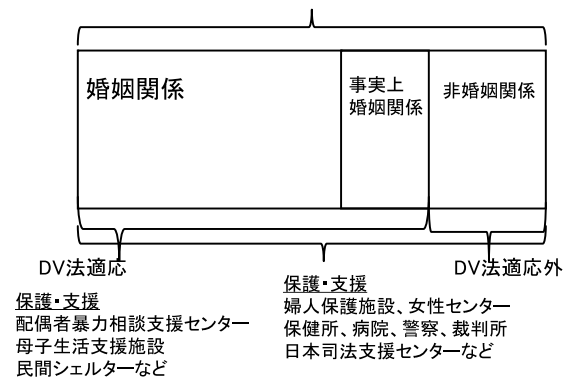 婚姻関係
事実上
婚姻関係
非婚姻関係
DV法適応
DV法適応外
保護・支援
配偶者暴力相談支援センター
母子生活支援施設
民間シェルターなど
保護・支援
婦人保護施設、女性センター
保健所、病院、警察、裁判所
日本司法支援センターなど